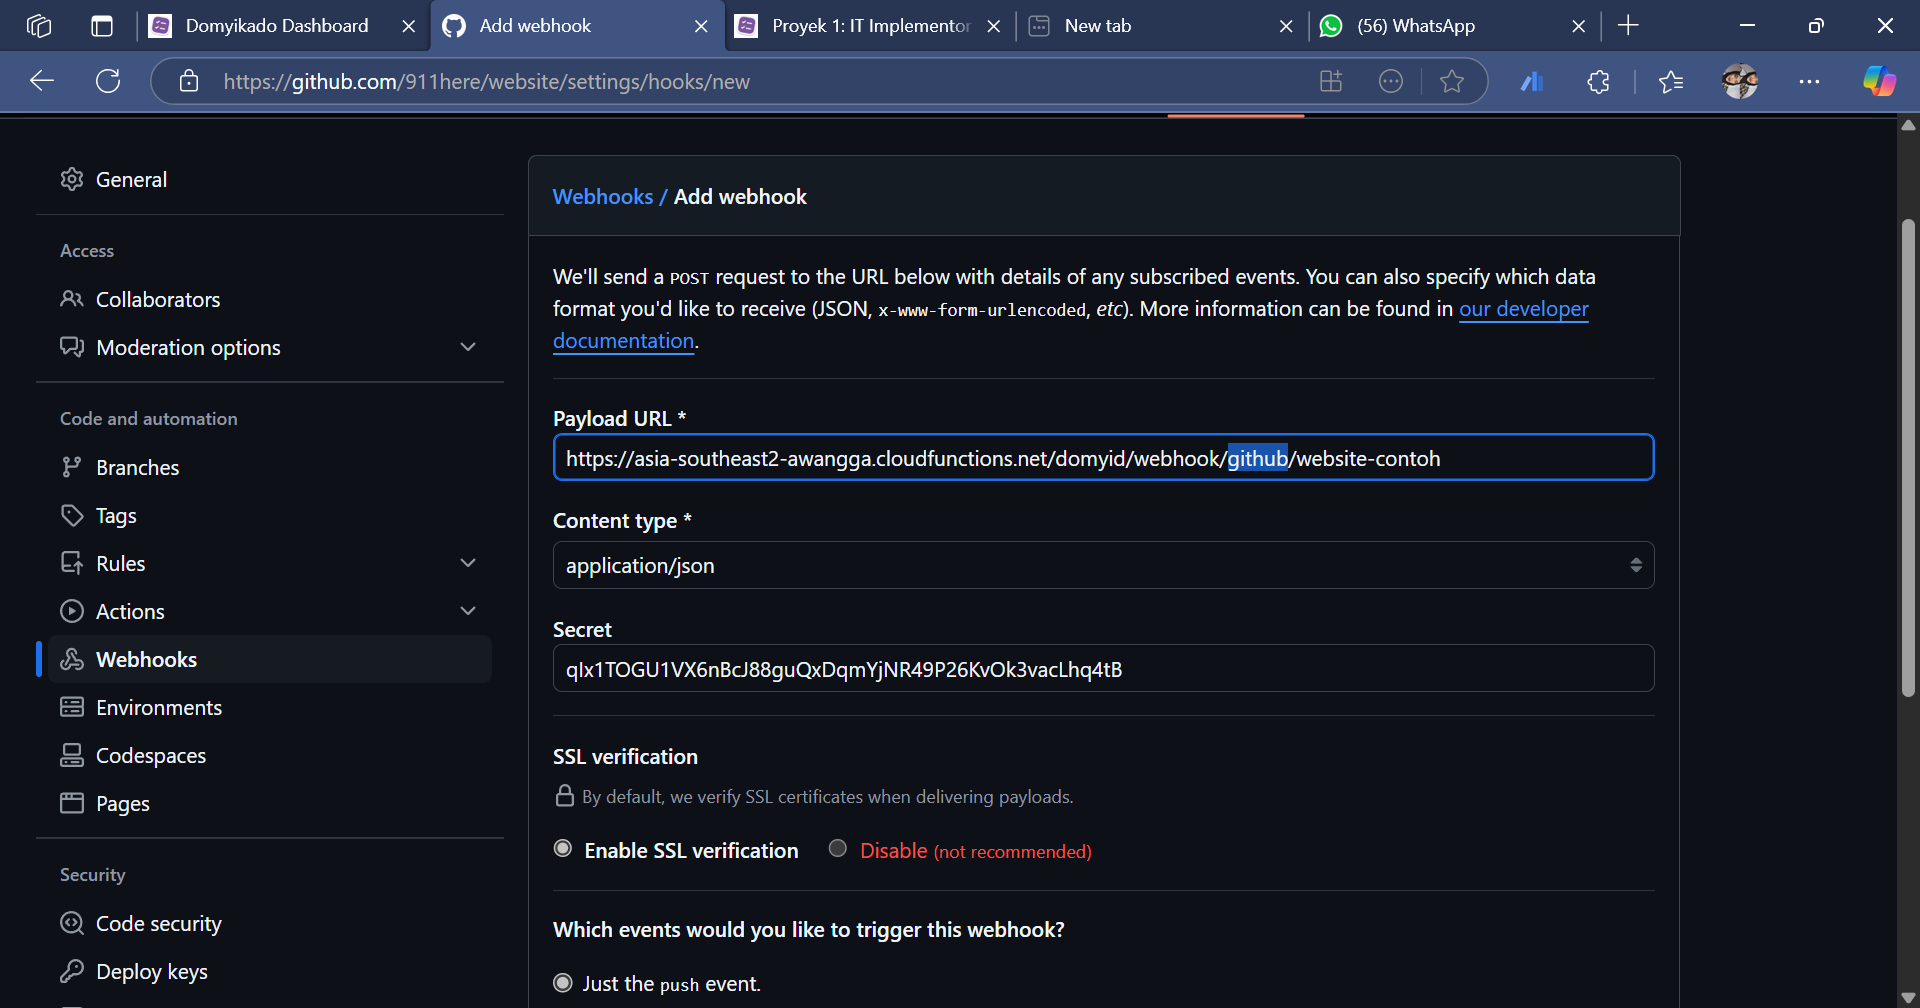 Domyikado Dashboard
Add webhook
Proyek 1: IT Implementor
New tab
(56) WhatsApp
https://github.com/911here/website/settings/hooks/new
General
Access
Collaborators
Moderation options
Code and automation
Branches
Tags
Rules
Actions
Webhooks
Environments
Codespaces
Pages
Security
Code security
Deploy keys
Webhooks / Add webhook
We'll send a POST request to the URL below with details of any subscribed events. You can also specify which data
format you'd like to receive (JSON, x-www-form-urlencoded, etc). More information can be found in our developer
documentation.
Payload URL *
https://asia-southeast2-awangga.cloudfunctions.net/domyid/webhook/github/website-contoh
Content type *
application/json
Secret
qIx1TOGU1VX6nBcJ88guQxDqmYjNR49P26KvOk3vacLhq4tB
SSL verification
By default, we verify SSL certificates when delivering payloads.
Enable SSL verification
Disable (not recommended)
Which events would you like to trigger this webhook?
Just the push event.